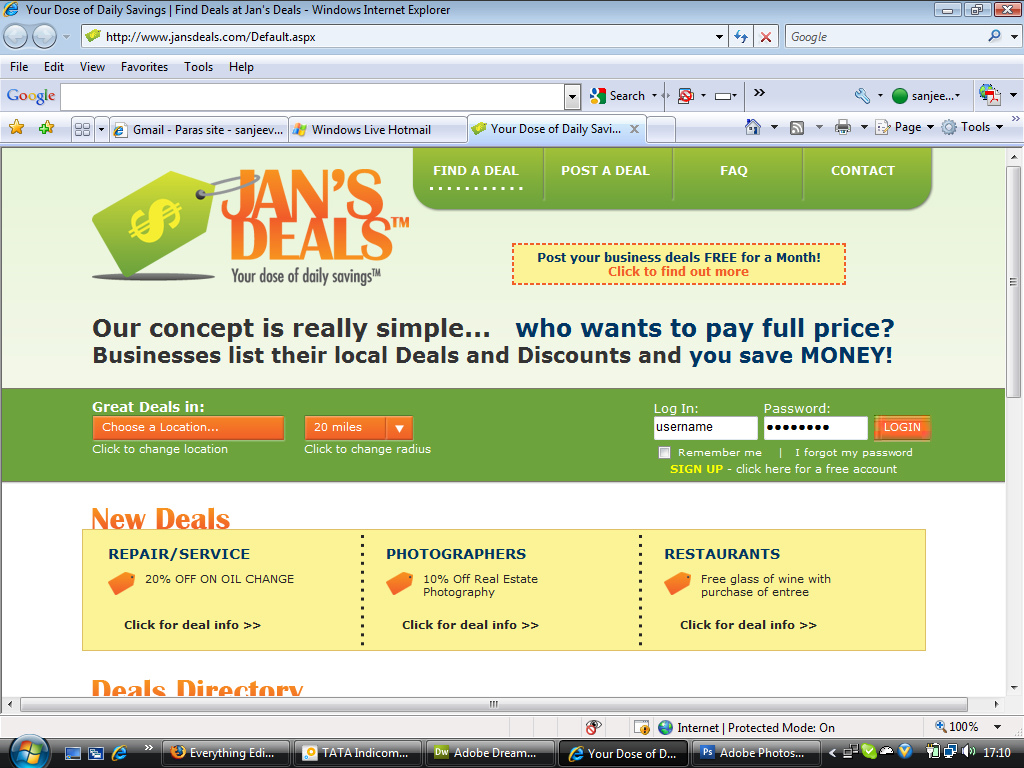 Your Dose of Daily Savings | Find Deals at Jan's Deals - Windows Internet Explorer
http://www.jansdeals.com/Default.aspx
Google
File Edit View Favorites Tools Help
Google Search sanjee...
Gmail - Paras site - sanjeev... Windows Live Hotmail Your Dose of Daily Savi... Page Tools
FIND A DEAL POST A DEAL FAQ CONTACT
$
JAN'S
DEALS™
Your dose of daily savings™
Post your business deals FREE for a Month!
Click to find out more
Our concept is really simple... who wants to pay full price?
Businesses list their local Deals and Discounts and you save MONEY!
Great Deals in:
Choose a Location... 20 miles
Click to change location Click to change radius
Log In: Password:
username ●●●●●●●● LOGIN
Remember me | I forgot my password
SIGN UP - click here for a free account
New Deals
REPAIR/SERVICE
20% OFF ON OIL CHANGE
Click for deal info >>
PHOTOGRAPHERS
10% Off Real Estate
Photography
Click for deal info >>
RESTAURANTS
Free glass of wine with
purchase of entree
Click for deal info >>
Deals Directory
Internet | Protected Mode: On 100%
Everything Edi... TATA Indicom... Dw Adobe Dream... Your Dose of D... Ps Adobe Photos... 17:10